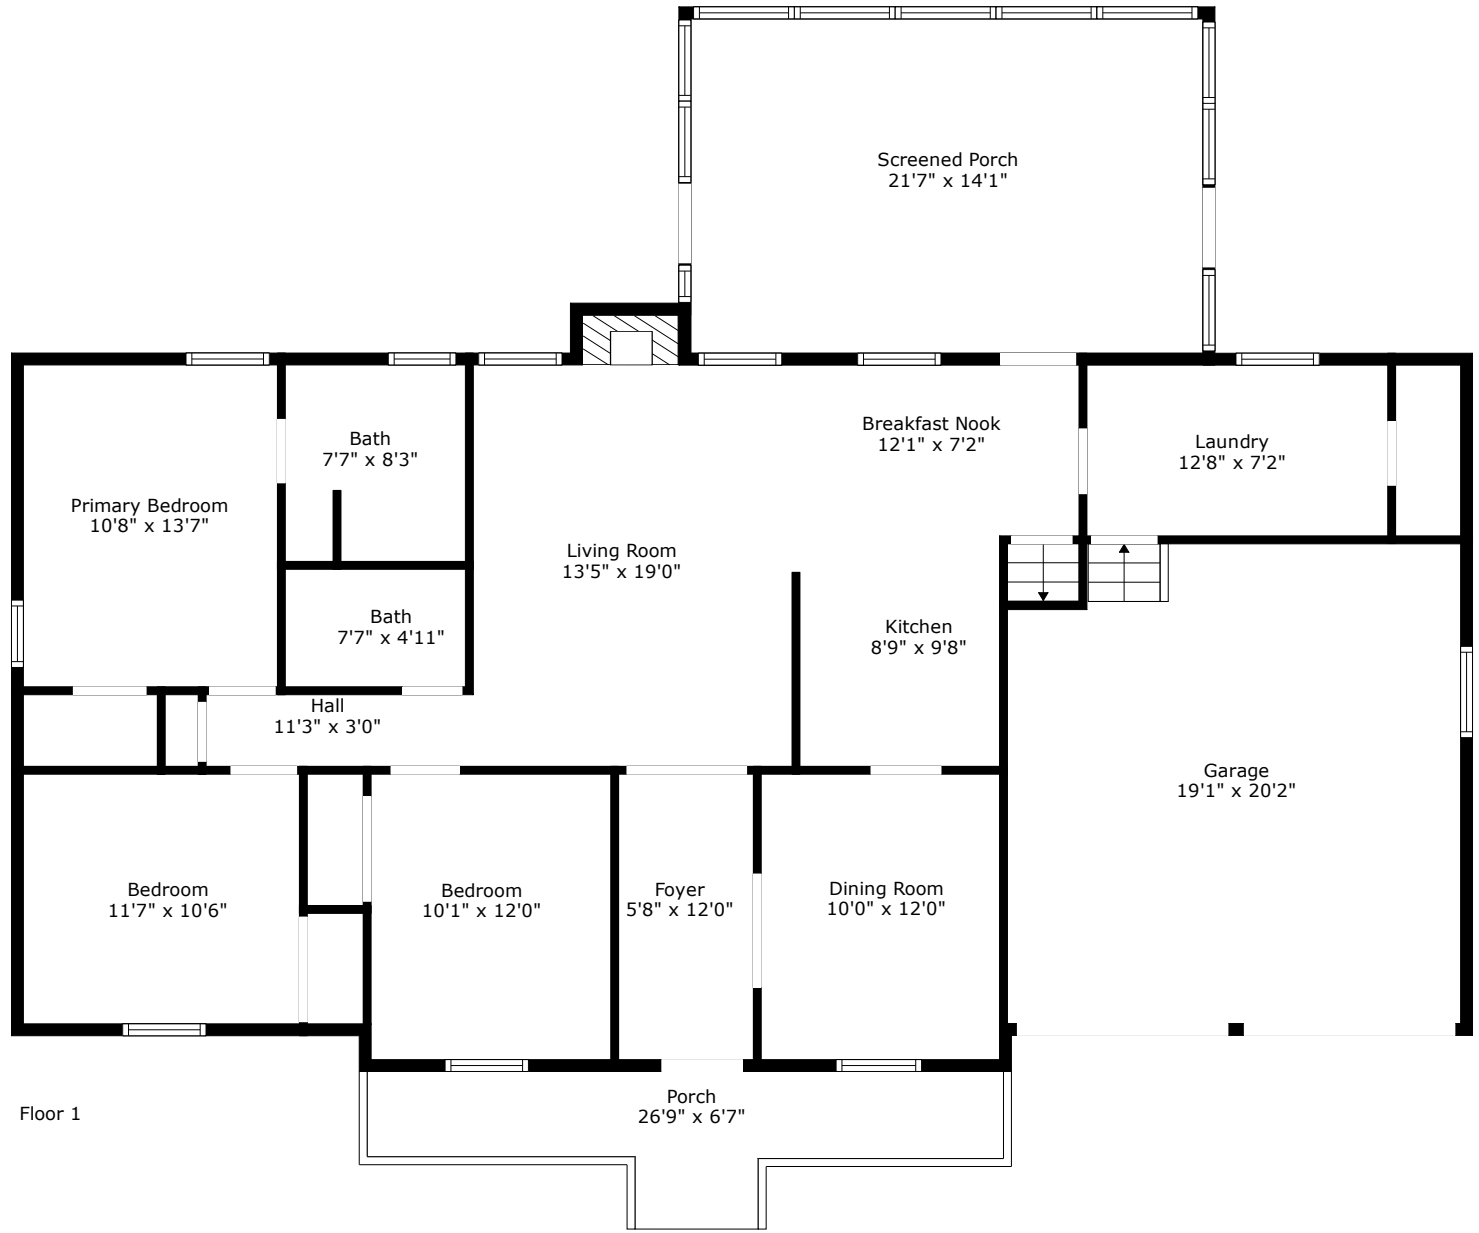 Screened Porch
21'7" x 14'1"
Breakfast Nook
12'1" x 7'2"
Bath
7'7" x 8'3"
Laundry
12'8" x 7'2"
Primary Bedroom
10'8" x 13'7"
Living Room
13'5" x 19'0"
Bath
7'7" x 4'11"
Kitchen
8'9" x 9'8"
Hall
11'3" x 3'0"
Garage
19'1" x 20'2"
Bedroom
11'7" x 10'6"
Bedroom
10'1" x 12'0"
Foyer
5'8" x 12'0"
Dining Room
10'0" x 12'0"
Porch
26'9" x 6'7"
Floor 1